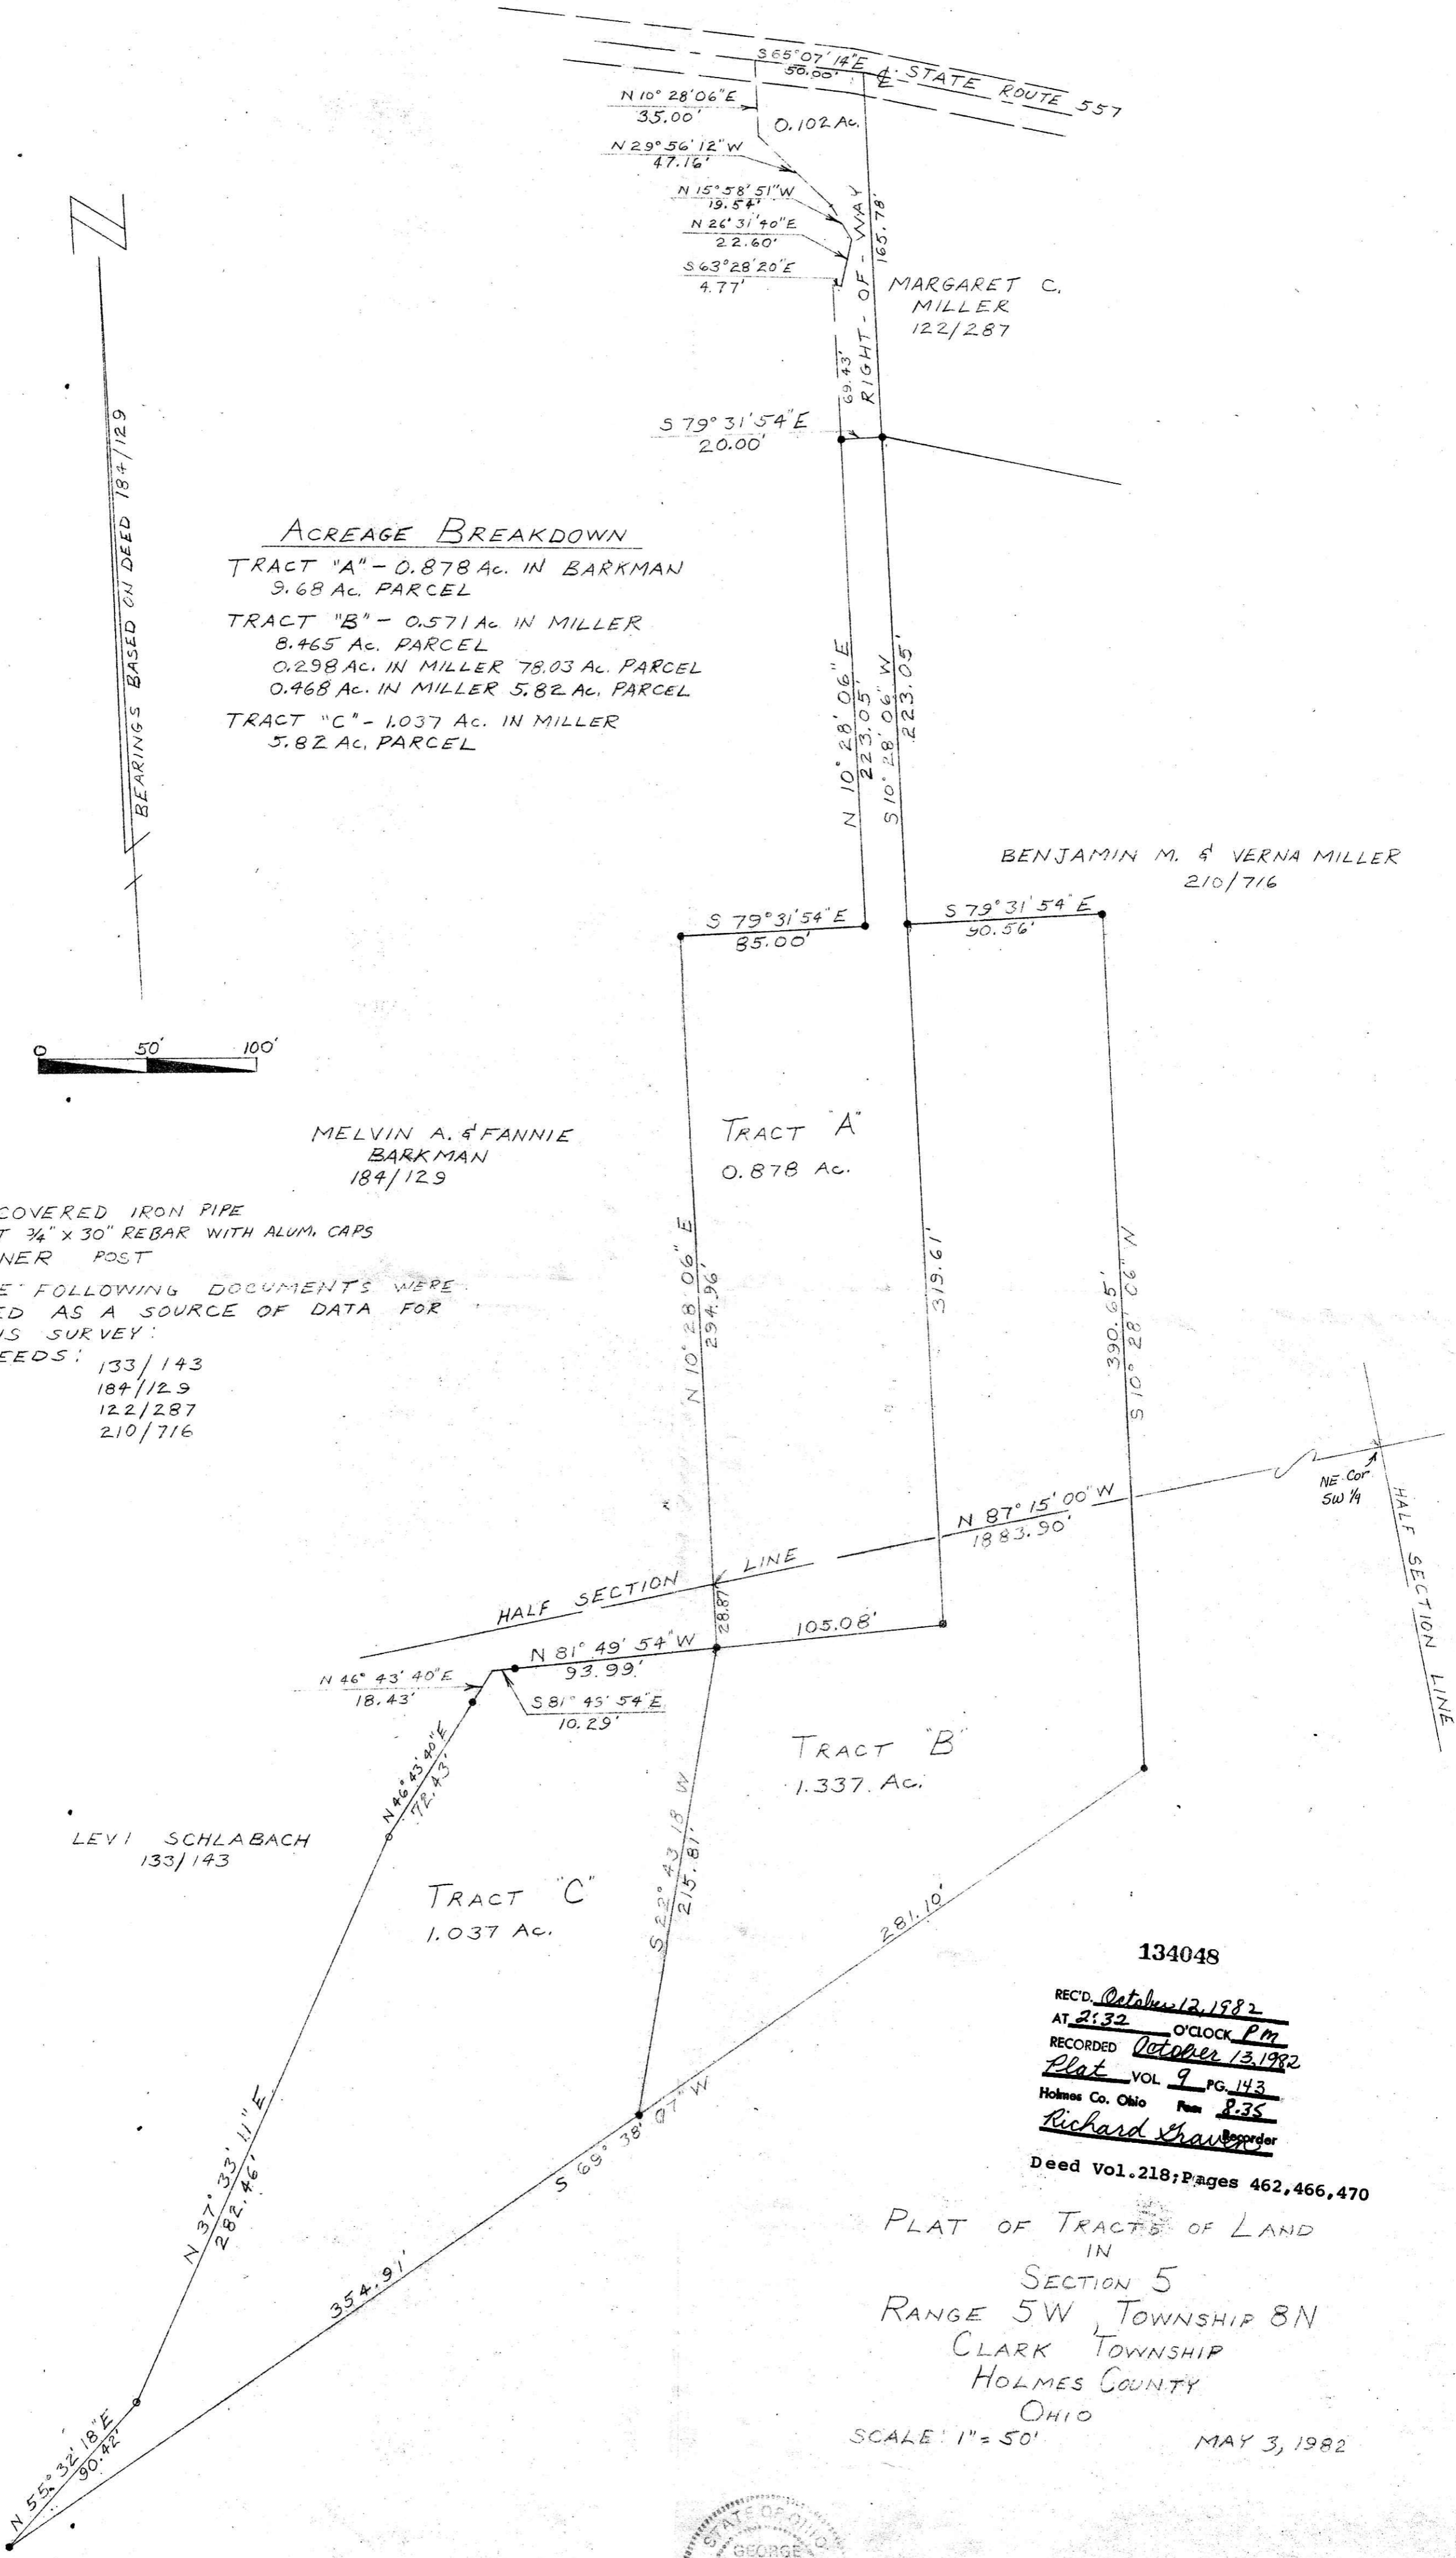 S 65° 07' 14" E
50.00'
℄ STATE ROUTE 557
N 10° 28' 06" E
35.00'
0.102 Ac.
N 29° 56' 12" W
47.16'
N 15° 58' 51" W
19.54'
N 26° 31' 40" E
22.60'
S 63° 28' 20" E
4.77'
RIGHT-OF-WAY
165.78'
MARGARET C.
MILLER
122/287
69.43'
S 79° 31' 54" E
20.00'
BEARINGS BASED ON DEED 184/129
ACREAGE BREAKDOWN
TRACT "A" - 0.878 Ac. IN BARKMAN
9.68 Ac. PARCEL
TRACT "B" - 0.571 Ac IN MILLER
8.465 Ac. PARCEL
0.298 Ac. IN MILLER 78.03 Ac. PARCEL
0.468 Ac. IN MILLER 5.82 Ac. PARCEL
TRACT "C" - 1.037 Ac. IN MILLER
5.82 Ac. PARCEL
N 10° 28' 06" E
223.05'
S 10° 28' 06" W
223.05'
BENJAMIN M. & VERNA MILLER
210/716
S 79° 31' 54" E
85.00'
S 79° 31' 54" E
90.56'
0 50' 100'
MELVIN A. & FANNIE
BARKMAN
184/129
TRACT "A"
0.878 Ac.
COVERED IRON PIPE
T 3/4" x 30" REBAR WITH ALUM. CAPS
NER POST
E FOLLOWING DOCUMENTS WERE
ED AS A SOURCE OF DATA FOR
IS SURVEY:
EEDS: 133/143
184/129
122/287
210/716
N 10° 28' 06" E
294.96'
319.61'
390.65'
S 10° 28' 06" W
NE Cor
SW 1/4
HALF SECTION LINE
N 87° 15' 00" W
1883.90'
HALF SECTION LINE
28.87'
105.08'
N 81° 49' 54" W
93.99'
N 46° 43' 40" E
18.43'
S 81° 49' 54" E
10.29'
N 46° 43' 40" E
72.43'
TRACT "B"
1.337 Ac.
LEVI SCHLABACH
133/143
S 22° 43' 18" W
215.81'
TRACT "C"
1.037 Ac.
281.10'
134048
REC'D. October 12, 1982
AT 2:32 O'CLOCK PM
RECORDED October 13, 1982
Plat VOL 9 PG. 143
Holmes Co. Ohio Fee 8.35
Richard Graven Recorder
Deed Vol.218;Pages 462,466,470
S 69° 38' 07" W
N 37° 33' 11" E
282.46'
354.91'
PLAT OF TRACTS OF LAND
IN
SECTION 5
RANGE 5W, TOWNSHIP 8N
CLARK TOWNSHIP
HOLMES COUNTY
OHIO
SCALE: 1" = 50' MAY 3, 1982
N 55° 32' 18" E
90.42'
STATE OF OHIO
GEORGE